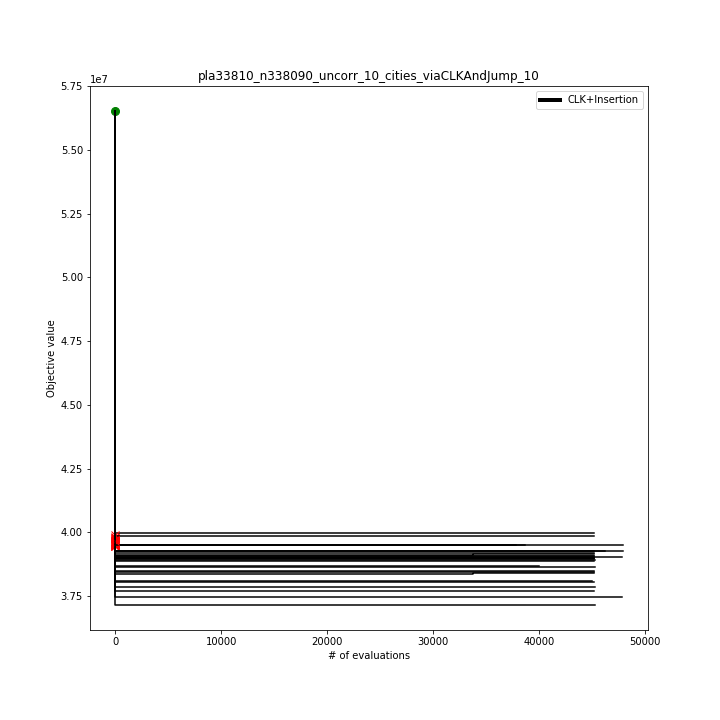 pla33810_n338090_uncorr_10_cities_viaCLKAndJump_10
1e7
CLK+Insertion
5.75
5.50
5.25
5.00
4.75
4.50
4.25
4.00
3.75
Objective value
0 10000 20000 30000 40000 50000
# of evaluations